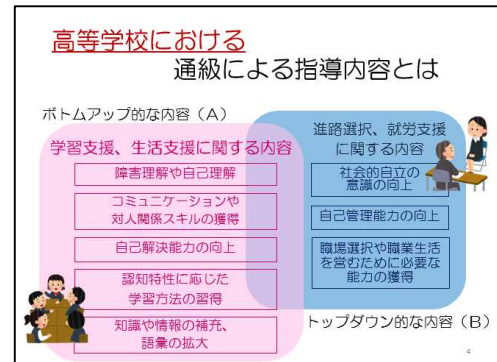 高等学校における
通級による指導内容とは
ボトムアップ的な内容（A）
学習支援、生活支援に関する内容
障害理解や自己理解
コミュニケーションや
対人関係スキルの獲得
自己解決能力の向上
認知特性に応じた
学習方法の習得
知識や情報の補充、
語彙の拡大
進路選択、就労支援
に関する内容
社会的自立の
意識の向上
自己管理能力の向上
職場選択や職業生活
を営むために必要な
能力の獲得
トップダウン的な内容（B）
4